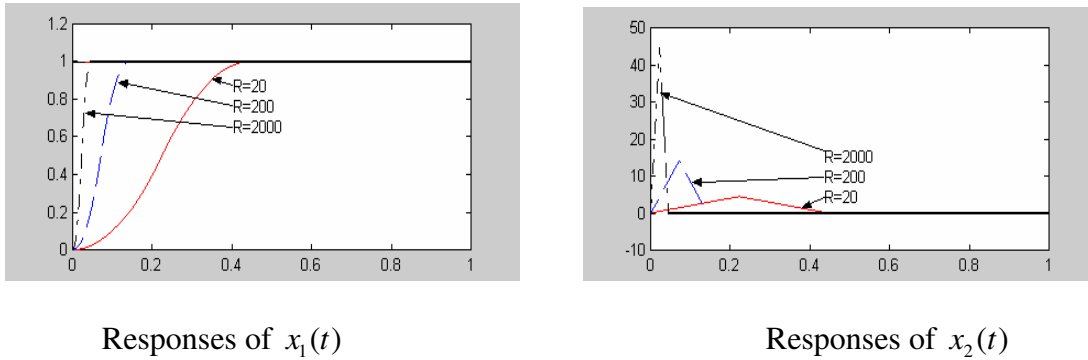 1.2
1
0.8
0.6
0.4
0.2
0
R=20
R=200
R=2000
0 0.2 0.4 0.6 0.8 1
Responses of x₁(t)
50
40
30
20
10
0
-10
R=2000
R=200
R=20
0 0.2 0.4 0.6 0.8 1
Responses of x₂(t)